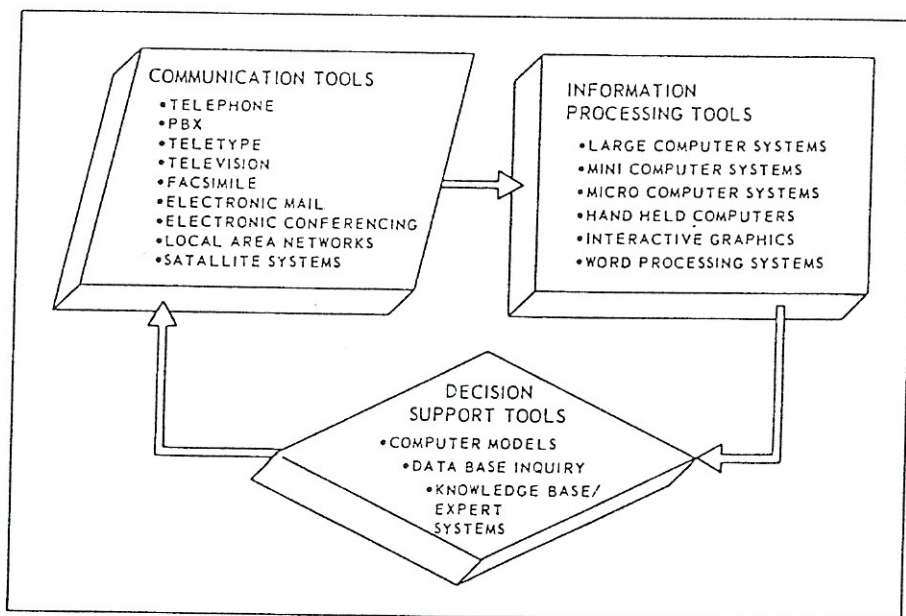 COMMUNICATION TOOLS
•TELEPHONE
•PBX
•TELETYPE
•TELEVISION
•FACSIMILE
•ELECTRONIC MAIL
•ELECTRONIC CONFERENCING
•LOCAL AREA NETWORKS
•SATALLITE SYSTEMS
INFORMATION
PROCESSING TOOLS
•LARGE COMPUTER SYSTEMS
•MINI COMPUTER SYSTEMS
•MICRO COMPUTER SYSTEMS
•HAND HELD COMPUTERS
•INTERACTIVE GRAPHICS
•WORD PROCESSING SYSTEMS
DECISION
SUPPORT TOOLS
•COMPUTER MODELS
•DATA BASE INQUIRY
•KNOWLEDGE BASE/
EXPERT
SYSTEMS